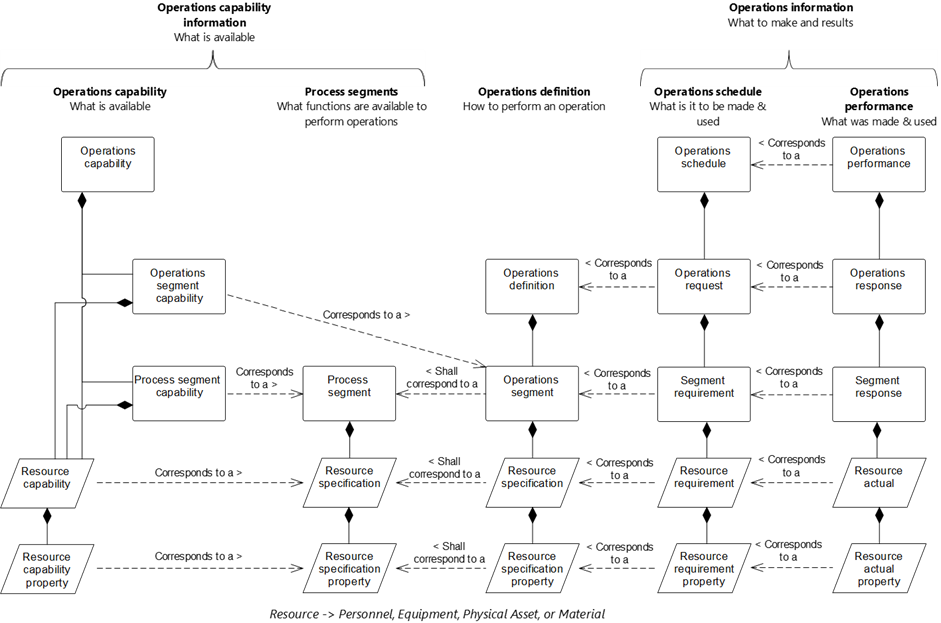 Operations capability
information
What is available
Operations information
What to make and results
Operations capability
What is available
Process segments
What functions are available to
perform operations
Operations definition
How to perform an operation
Operations schedule
What is it to be made &
used
Operations
performance
What was made & used
Operations
capability
Operations
schedule
< Corresponds
to a
Operations
performance
Operations
segment
capability
Corresponds to a >
Operations
definition
< Corresponds
to a
Operations
request
< Corresponds
to a
Operations
response
Process segment
capability
Corresponds
to a >
Process
segment
< Shall
correspond to a
Operations
segment
< Corresponds
to a
Segment
requirement
< Corresponds
to a
Segment
response
Resource
capability
Corresponds to a >
Resource
specification
< Shall
correspond to a
Resource
specification
< Corresponds
to a
Resource
requirement
< Corresponds
to a
Resource
actual
Resource
capability
property
Corresponds to a >
Resource
specification
property
< Shall
correspond to a
Resource
specification
property
< Corresponds
to a
Resource
requirement
property
< Corresponds
to a
Resource
actual
property
Resource -> Personnel, Equipment, Physical Asset, or Material